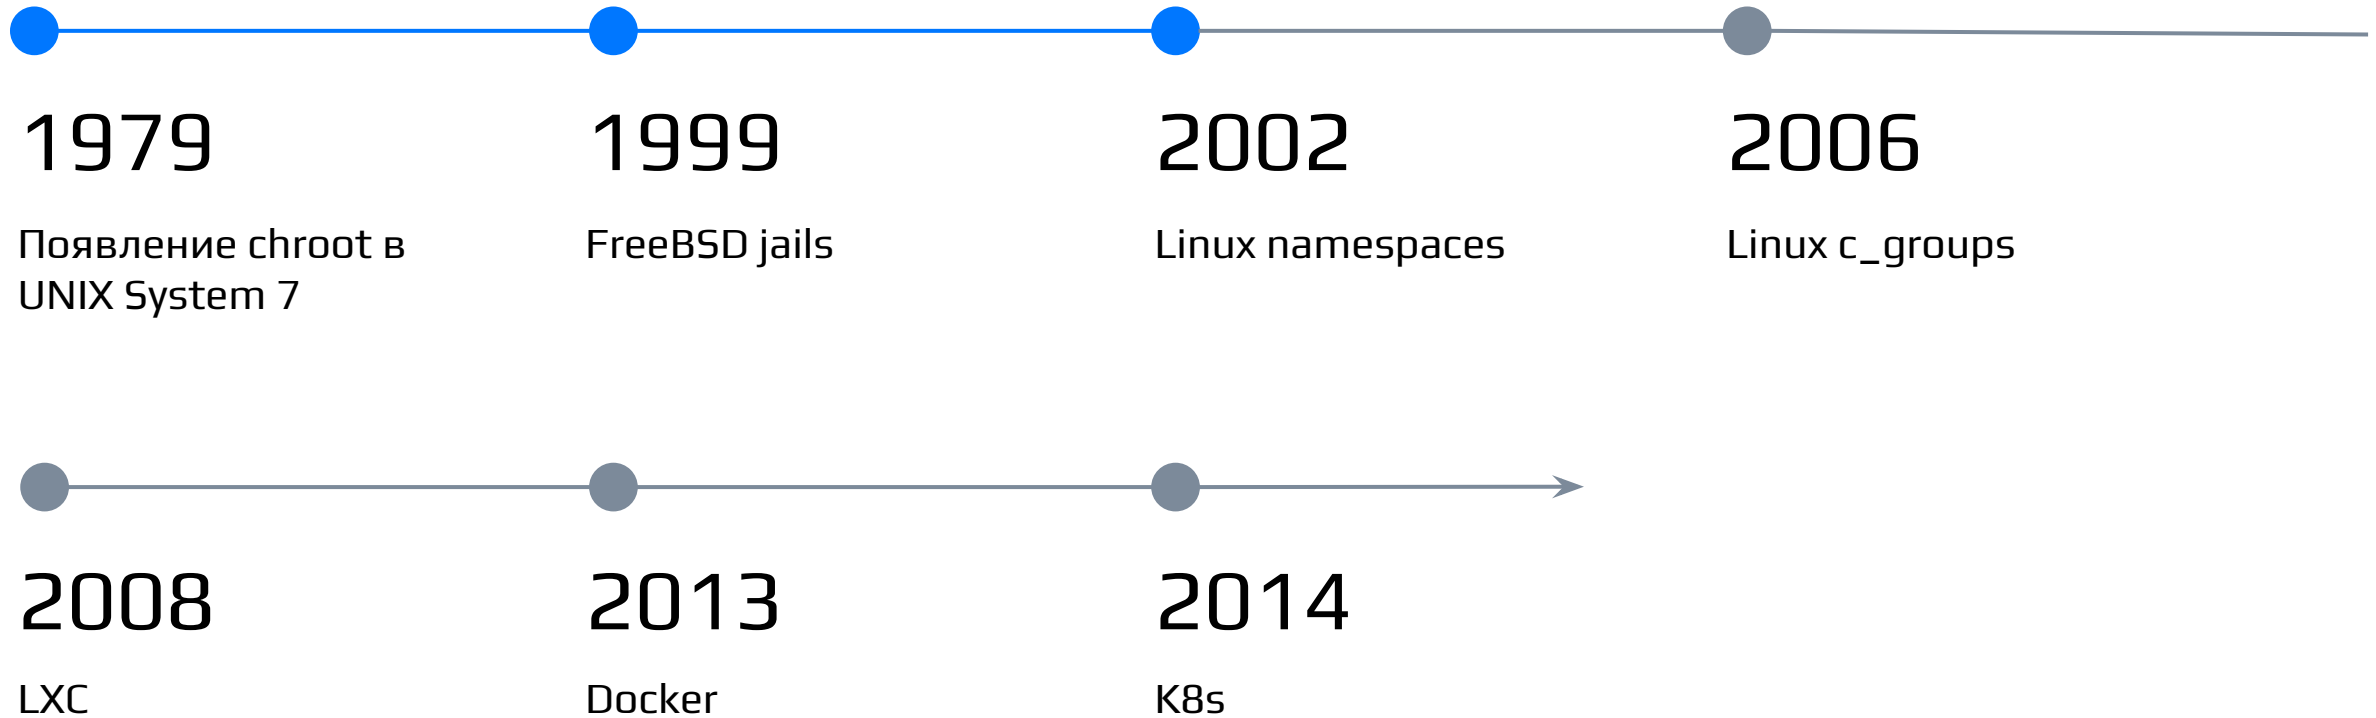 1979
1999
2002
2006
Появление chroot в
UNIX System 7
FreeBSD jails
Linux namespaces
Linux c_groups
2008
2013
2014
LXC
Docker
K8s